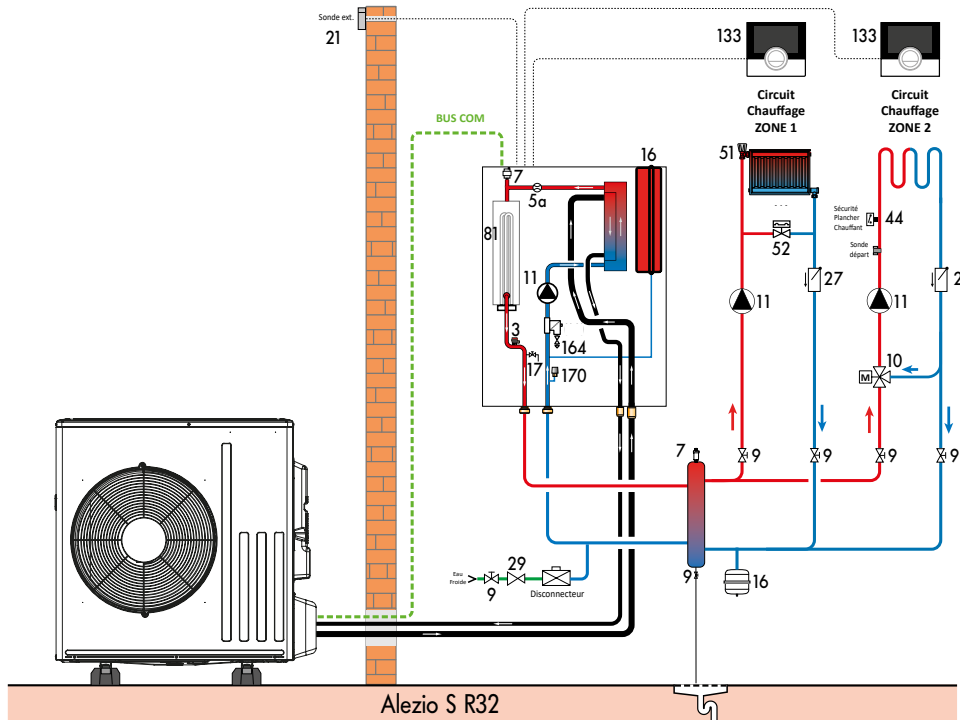 Sonde ext.
21
133
133
Circuit
Chauffage
ZONE 1
Circuit
Chauffage
ZONE 2
BUS COM
7
5a
16
81
11
3
17
164
170
51
52
27
11
Sécurité
Plancher
Chauffant
44
Sonde
départ
11
2
10
M
7
9
9
9
9
9
16
Eau
Froide
9
29
Disconnecteur
Alezio S R32